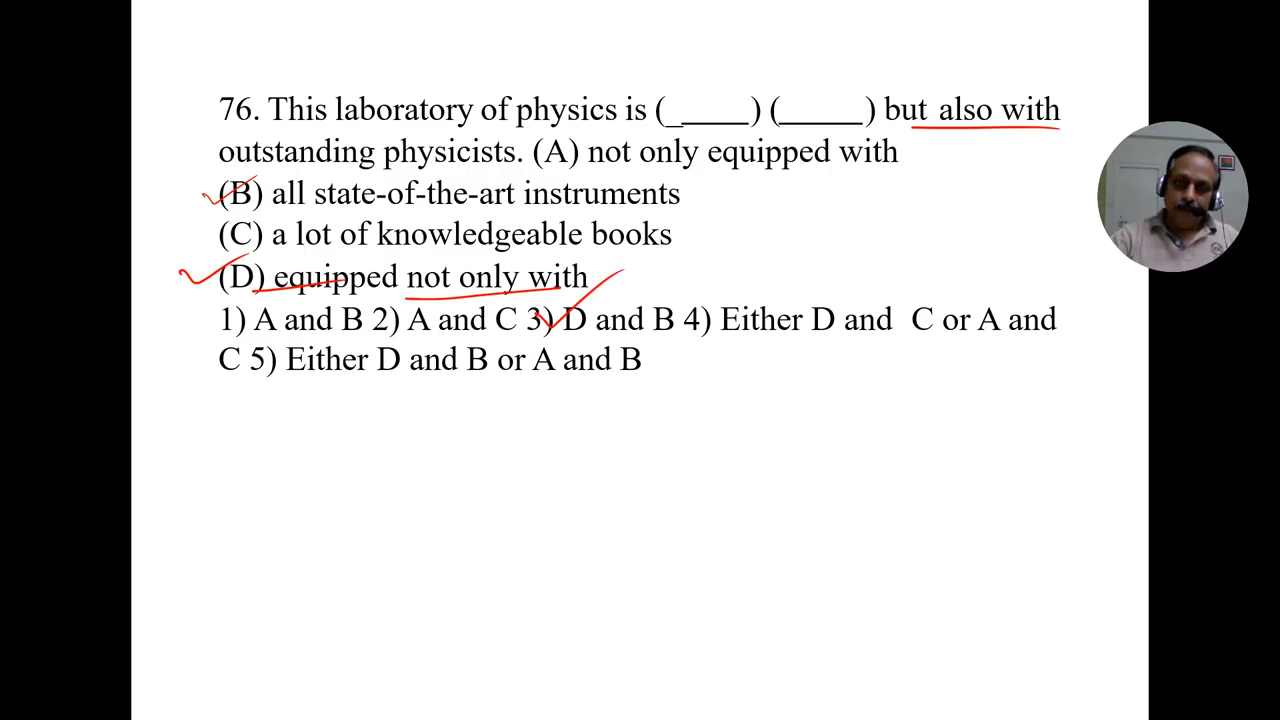 76. This laboratory of physics is (_____) (_____) but also with
outstanding physicists. (A) not only equipped with
(B) all state-of-the-art instruments
(C) a lot of knowledgeable books
(D) equipped not only with
1) A and B 2) A and C 3) D and B 4) Either D and C or A and
C 5) Either D and B or A and B